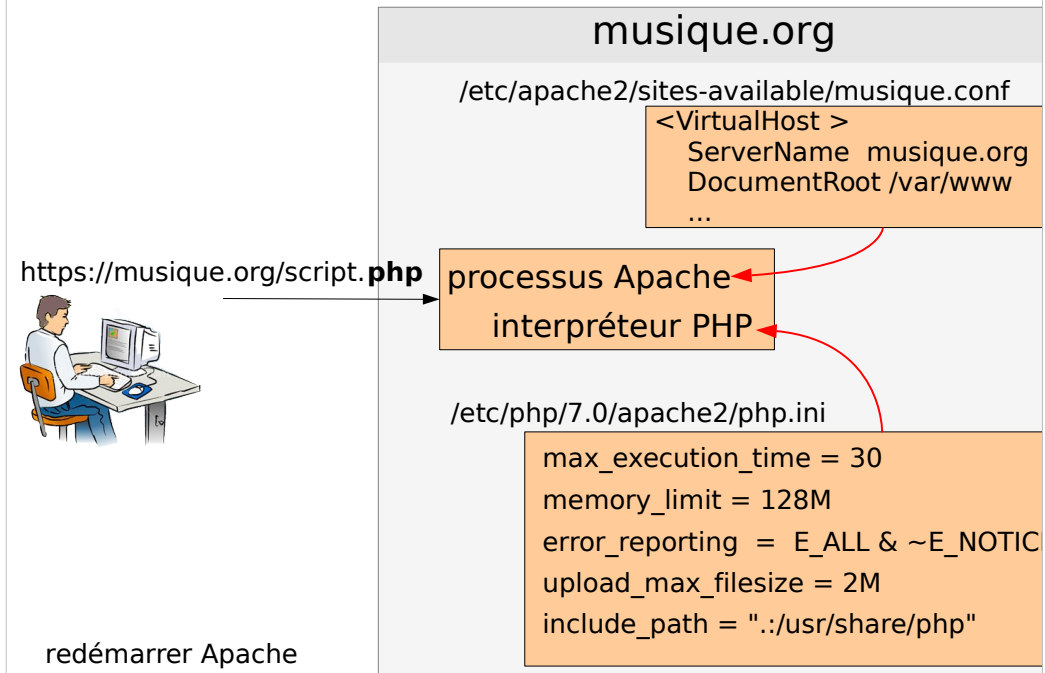 musique.org
/etc/apache2/sites-available/musique.conf
<VirtualHost >
ServerName musique.org
DocumentRoot /var/www
...
https://musique.org/script.php
processus Apache
interpréteur PHP
/etc/php/7.0/apache2/php.ini
max_execution_time = 30
memory_limit = 128M
error_reporting = E_ALL & ~E_NOTIC
upload_max_filesize = 2M
include_path = ".:/usr/share/php"
redémarrer Apache